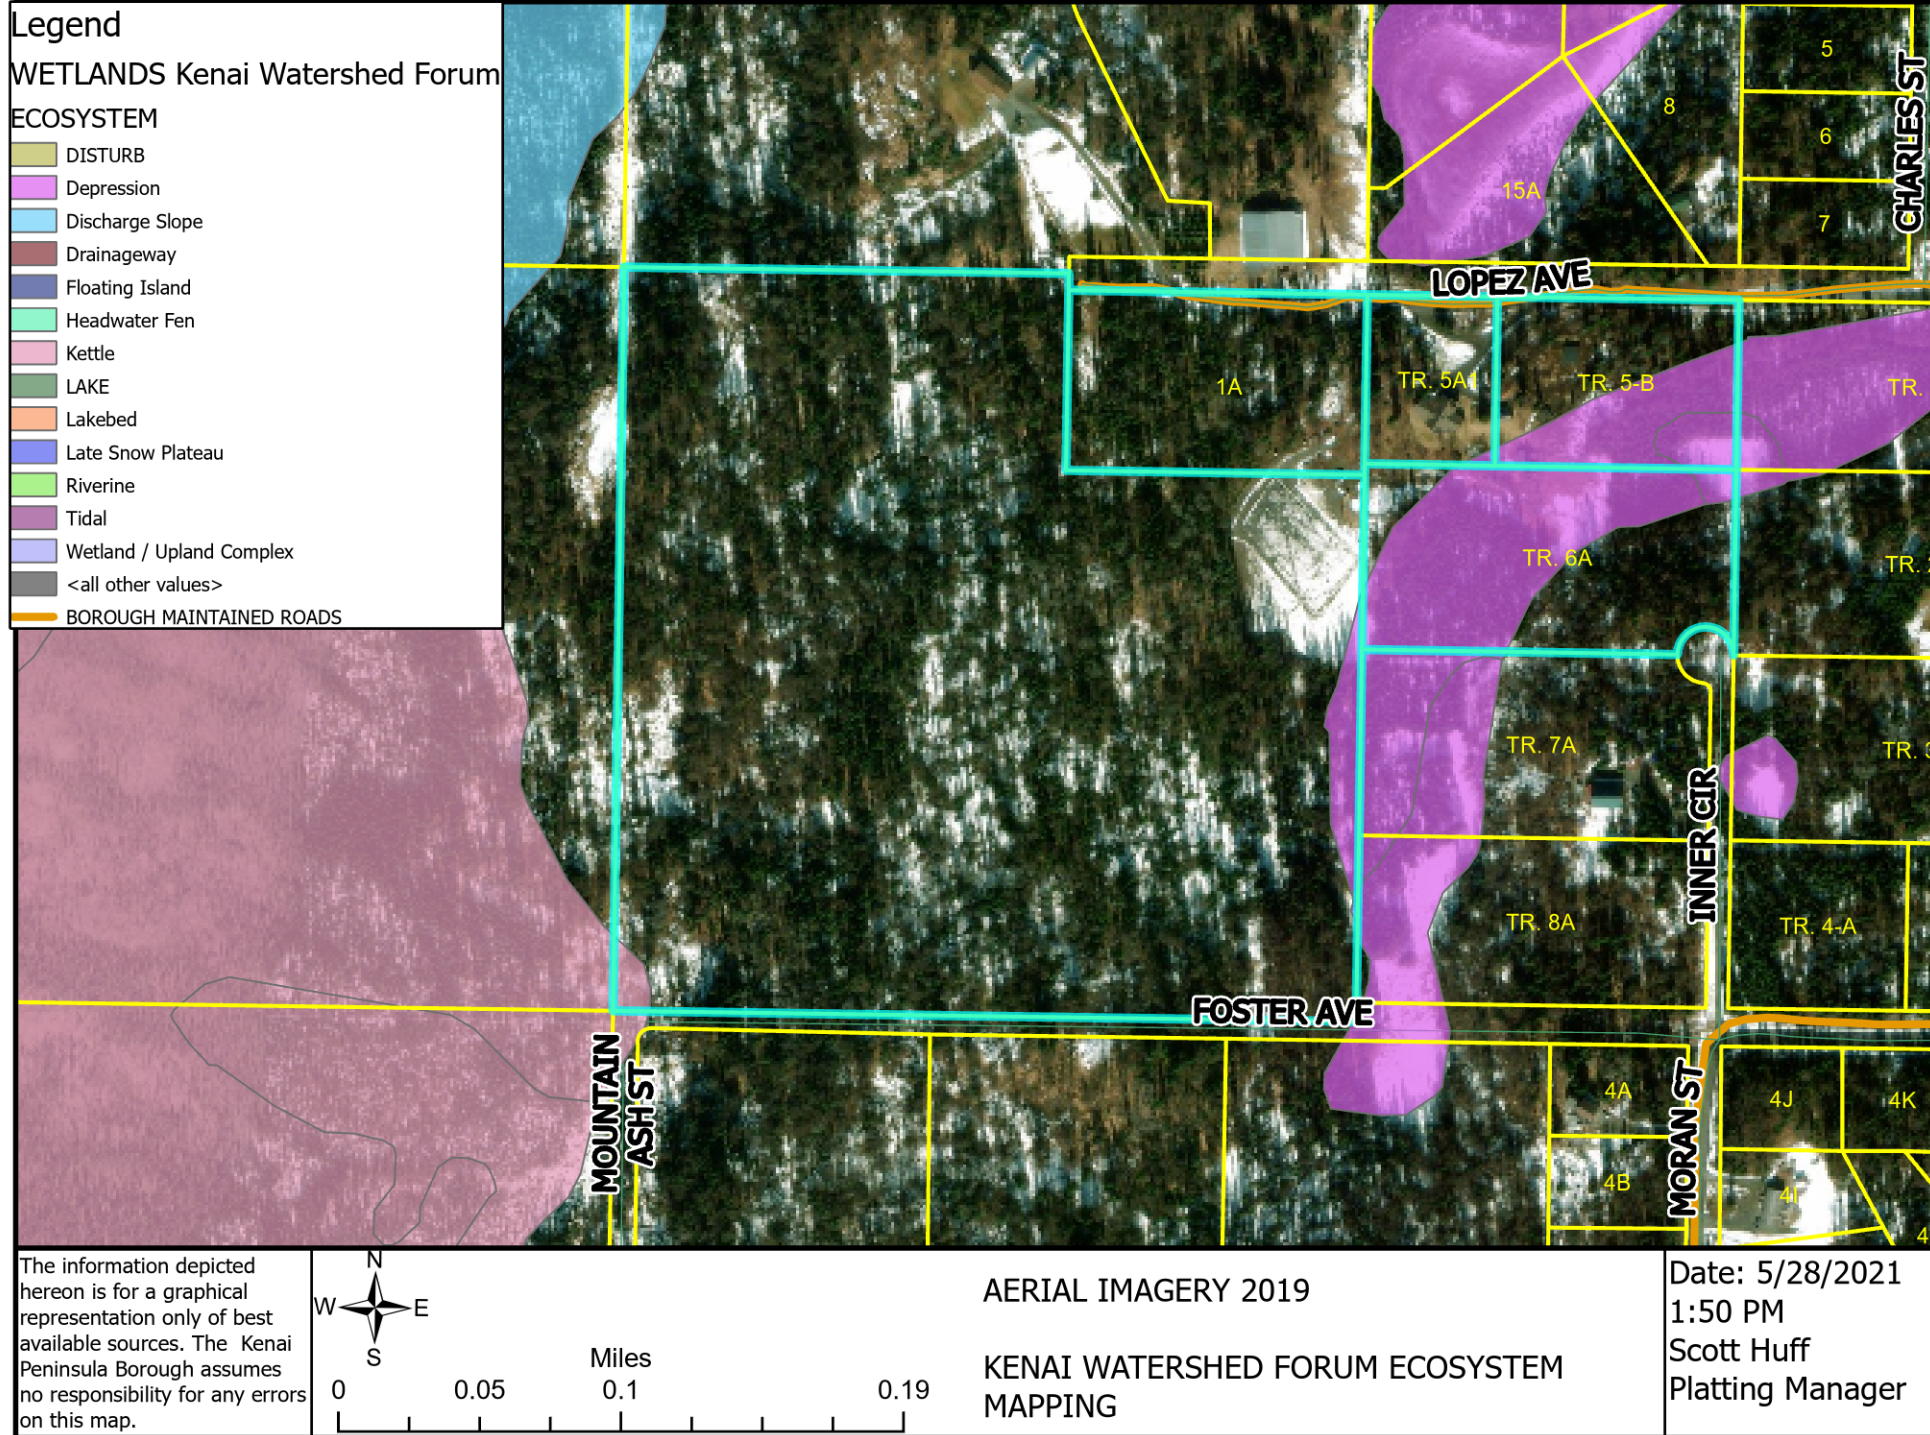 Legend
WETLANDS Kenai Watershed Forum
ECOSYSTEM
DISTURB
Depression
Discharge Slope
Drainageway
Floating Island
Headwater Fen
Kettle
LAKE
Lakebed
Late Snow Plateau
Riverine
Tidal
Wetland / Upland Complex
<all other values>
BOROUGH MAINTAINED ROADS
5
8
6
CHARLES ST
15A
7
LOPEZ AVE
1A
TR. 5A1
TR. 5-B
TR.
TR. 6A
TR. 2
TR. 7A
TR. 3
INNER CIR
TR. 8A
TR. 4-A
FOSTER AVE
MOUNTAIN
ASH ST
MORAN ST
4A
4J
4K
4B
4I
4
The information depicted
hereon is for a graphical
representation only of best
available sources. The Kenai
Peninsula Borough assumes
no responsibility for any errors
on this map.
N
W
E
S
Miles
0
0.05
0.1
0.19
AERIAL IMAGERY 2019
KENAI WATERSHED FORUM ECOSYSTEM
MAPPING
Date: 5/28/2021
1:50 PM
Scott Huff
Platting Manager